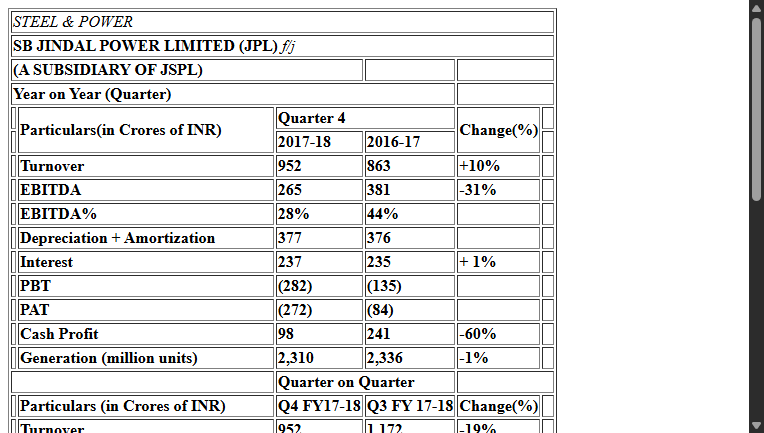 STEEL & POWER
SB JINDAL POWER LIMITED (JPL) f/j
(A SUBSIDIARY OF JSPL)
Year on Year (Quarter)
Particulars(in Crores of INR) Quarter 4 Change(%)
2017-18 2016-17
Turnover 952 863 +10%
EBITDA 265 381 -31%
EBITDA% 28% 44%
Depreciation + Amortization 377 376
Interest 237 235 + 1%
PBT (282) (135)
PAT (272) (84)
Cash Profit 98 241 -60%
Generation (million units) 2,310 2,336 -1%
Quarter on Quarter
Particulars (in Crores of INR) Q4 FY17-18 Q3 FY 17-18 Change(%)
Turnover 952 1,172 -19%